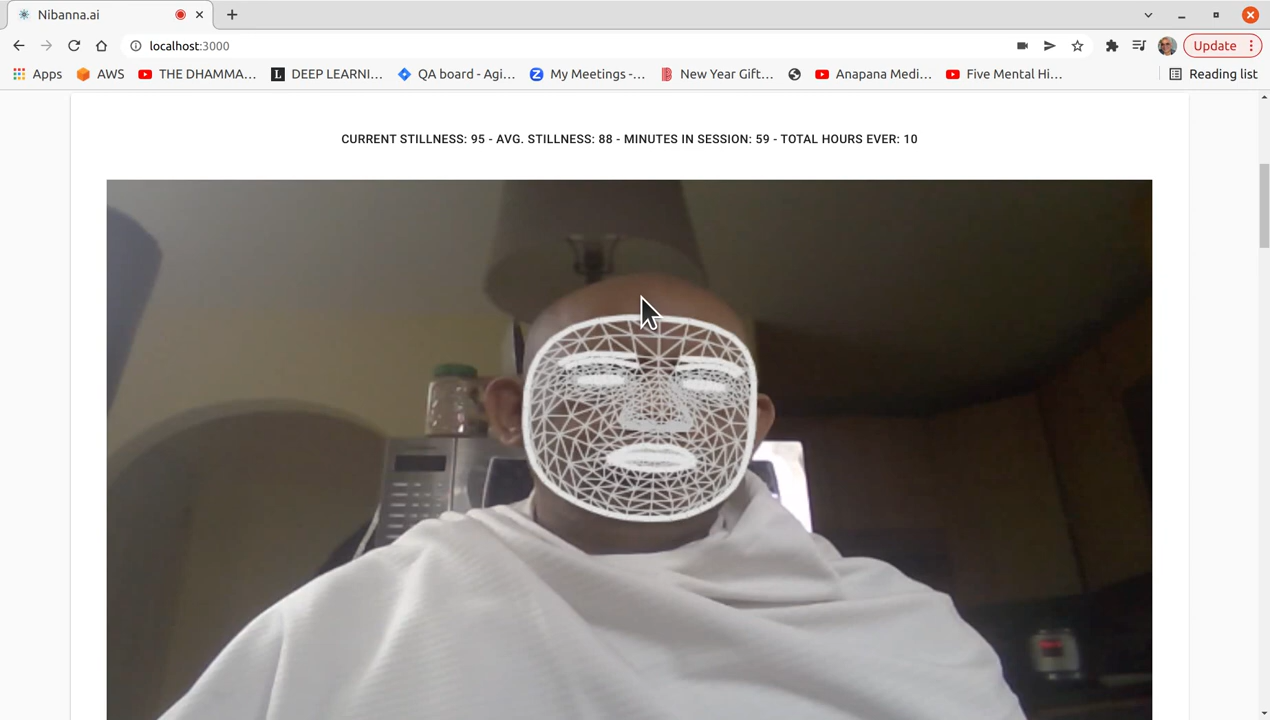 Nibanna.ai
localhost:3000
Update
Apps AWS THE DHAMMA... DEEP LEARNI... QA board - Agi... My Meetings -... New Year Gift... Anapana Medi... Five Mental Hi... Reading list
CURRENT STILLNESS: 95 - AVG. STILLNESS: 88 - MINUTES IN SESSION: 59 - TOTAL HOURS EVER: 10